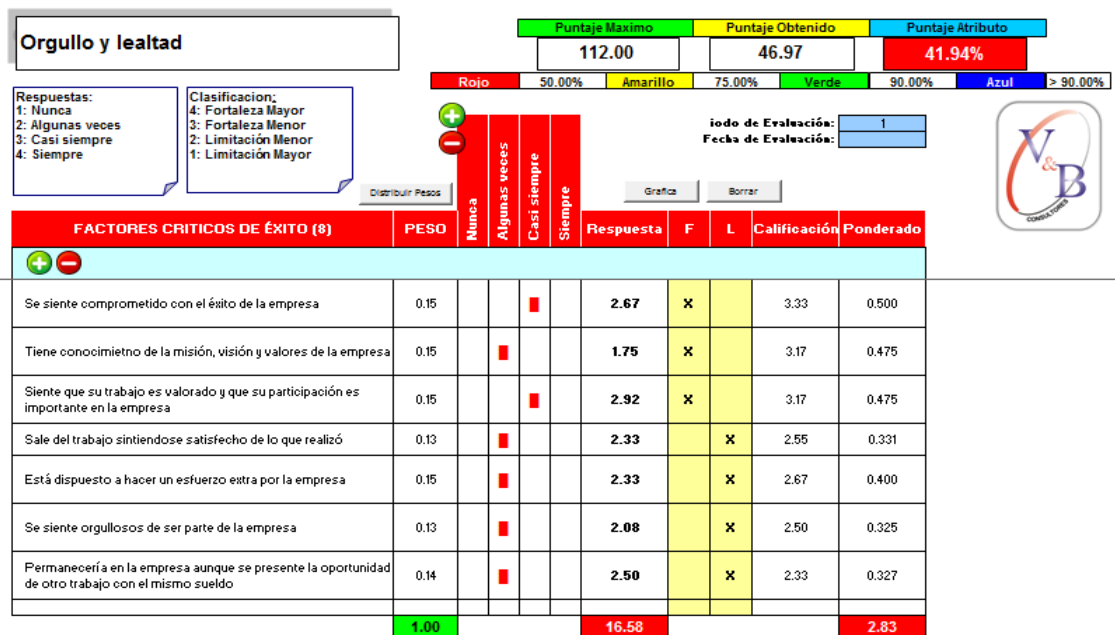 Orgullo y lealtad
Puntaje Maximo Puntaje Obtenido Puntaje Atributo
112.00 46.97 41.94%
Rojo 50.00% Amarillo 75.00% Verde 90.00% Azul > 90.00%
Respuestas:
1: Nunca
2: Algunas veces
3: Casi siempre
4: Siempre
Clasificacion:
4: Fortaleza Mayor
3: Fortaleza Menor
2: Limitación Menor
1: Limitación Mayor
iodo de Evaluación: 1
Fecha de Evaluación:
V&B
CONSULTORES
Distribuir Pesos
Grafica
Borrar
FACTORES CRITICOS DE ÉXITO (8) PESO Nunca Algunas veces Casi siempre Siempre Respuesta F L Calificación Ponderado
Se siente comprometido con el éxito de la empresa 0.15 2.67 X 3.33 0.500
Tiene conocimietno de la misión, visión y valores de la empresa 0.15 1.75 X 3.17 0.475
Siente que su trabajo es valorado y que su participación es
importante en la empresa 0.15 2.92 X 3.17 0.475
Sale del trabajo sintiendose satisfecho de lo que realizó 0.13 2.33 X 2.55 0.331
Está dispuesto a hacer un esfuerzo extra por la empresa 0.15 2.33 X 2.67 0.400
Se siente orgullosos de ser parte de la empresa 0.13 2.08 X 2.50 0.325
Permanecería en la empresa aunque se presente la oportunidad
de otro trabajo con el mismo sueldo 0.14 2.50 X 2.33 0.327
1.00 16.58 2.83